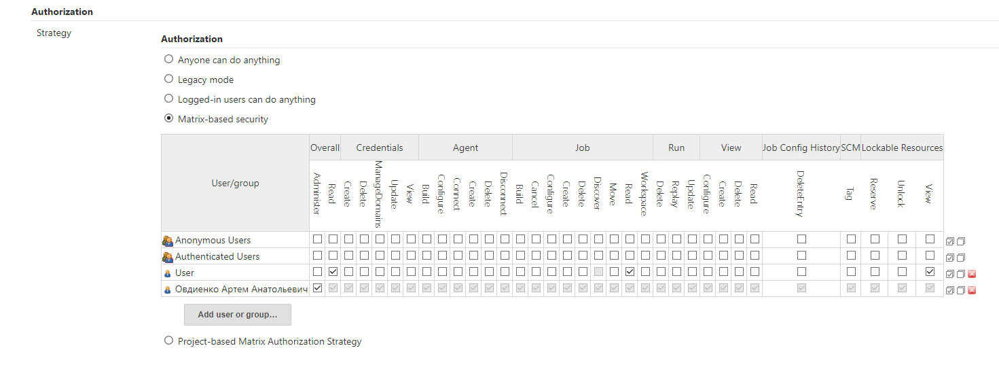 Authorization
Strategy
Authorization
Anyone can do anything
Legacy mode
Logged-in users can do anything
Matrix-based security
User/group Overall Credentials Agent Job Run View Job Config History SCM Lockable Resources
Administer Read Create Delete ManageDomains Update View Build Configure Connect Create Delete Disconnect Build Cancel Configure Create Delete Discover Move Read Workspace Delete Replay Update Configure Create Delete Read DeleteEntry Tag Reserve Unlock View
Anonymous Users
Authenticated Users
User
Овдиенко Артем Анатольевич
Add user or group...
Project-based Matrix Authorization Strategy